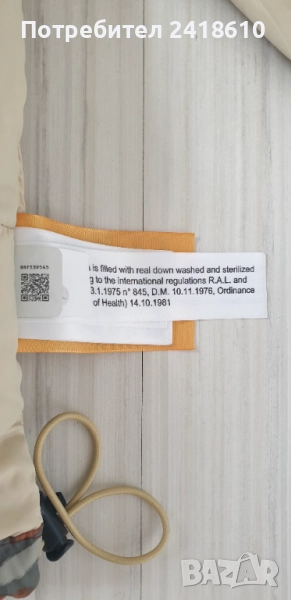 Потребител 2418610
is filled with real down washed and sterilized
g to the international regulations R.A.L. and
3.1.1975 n° 845, D.M. 10.11.1976, Ordinance
of Health) 14.10.1981
BAZAR